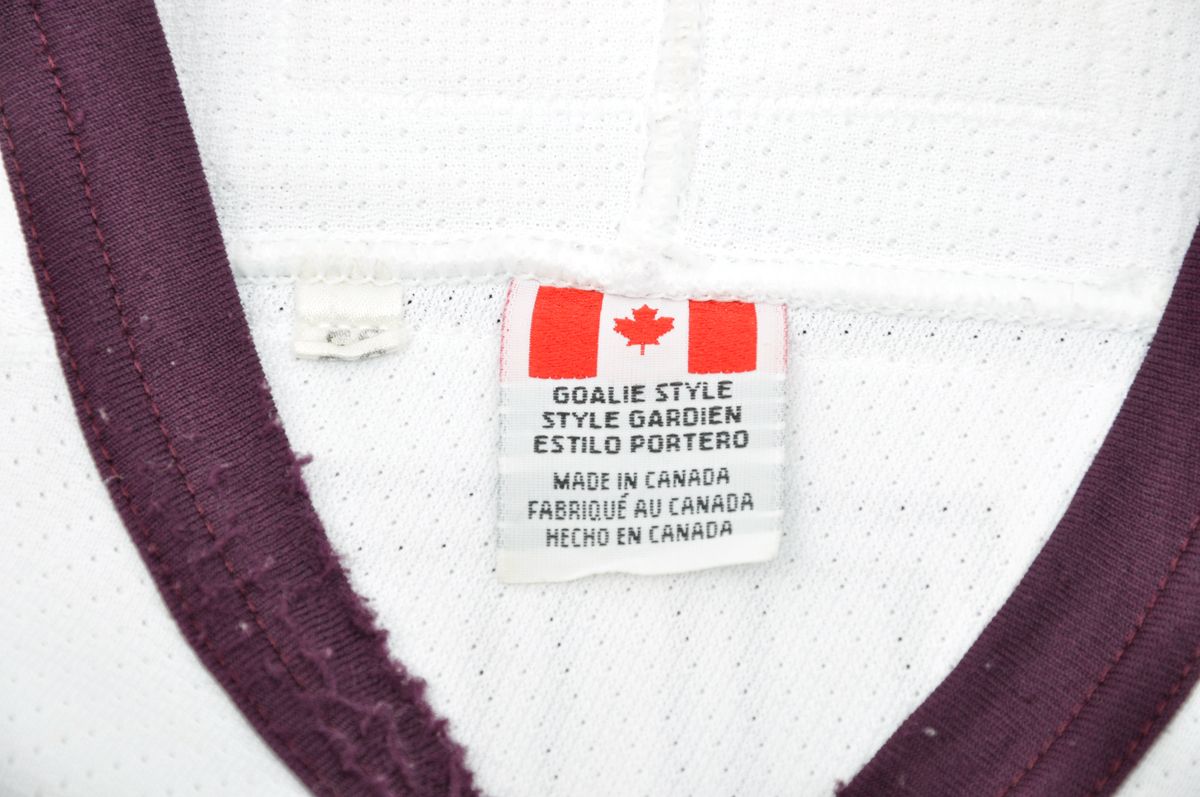 GOALIE STYLE
STYLE GARDIEN
ESTILO PORTERO
MADE IN CANADA
FABRIQUÉ AU CANADA
HECHO EN CANADA